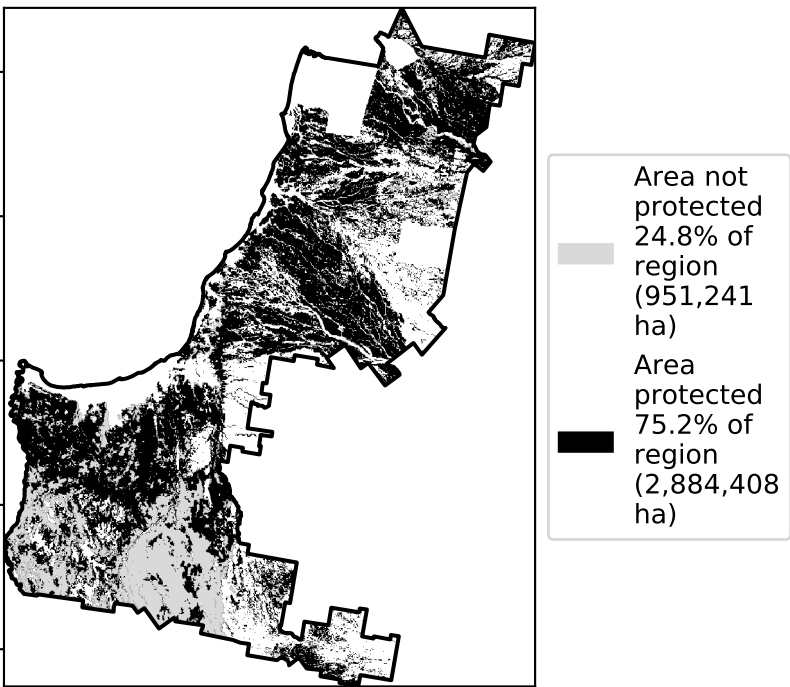 Area not
protected
24.8% of
region
(951,241
ha)
Area
protected
75.2% of
region
(2,884,408
ha)